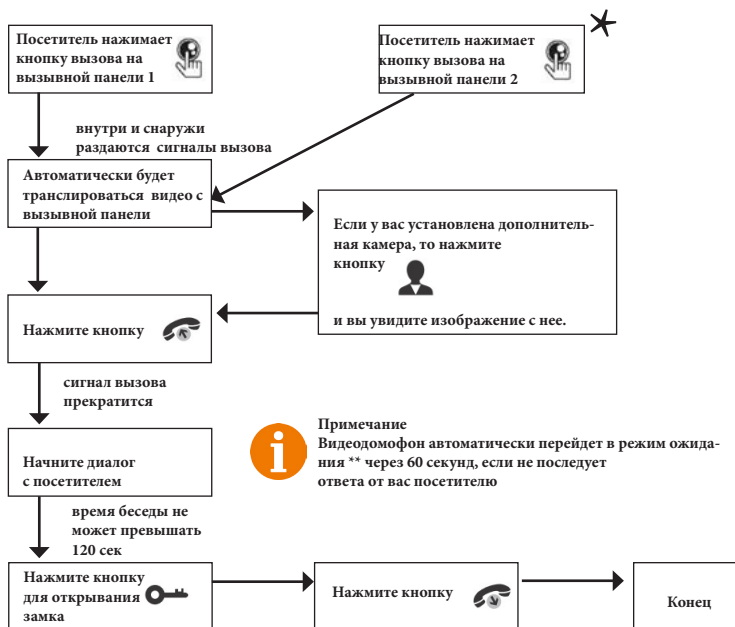 Посетитель нажимает
кнопку вызова на
вызывной панели 1
Посетитель нажимает
кнопку вызова на
вызывной панели 2
внутри и снаружи
раздаются сигналы вызова
Автоматически будет
транслироваться видео с
вызывной панели
Если у вас установлена дополнитель-
ная камера, то нажмите
кнопку
и вы увидите изображение с нее.
Нажмите кнопку
сигнал вызова
прекратится
Примечание
Видеодомофон автоматически перейдет в режим ожида-
ния ** через 60 секунд, если не последует
ответа от вас посетителю
Начните диалог
с посетителем
время беседы не
может превышать
120 сек
Нажмите кнопку
для открывания
замка
Нажмите кнопку
Конец